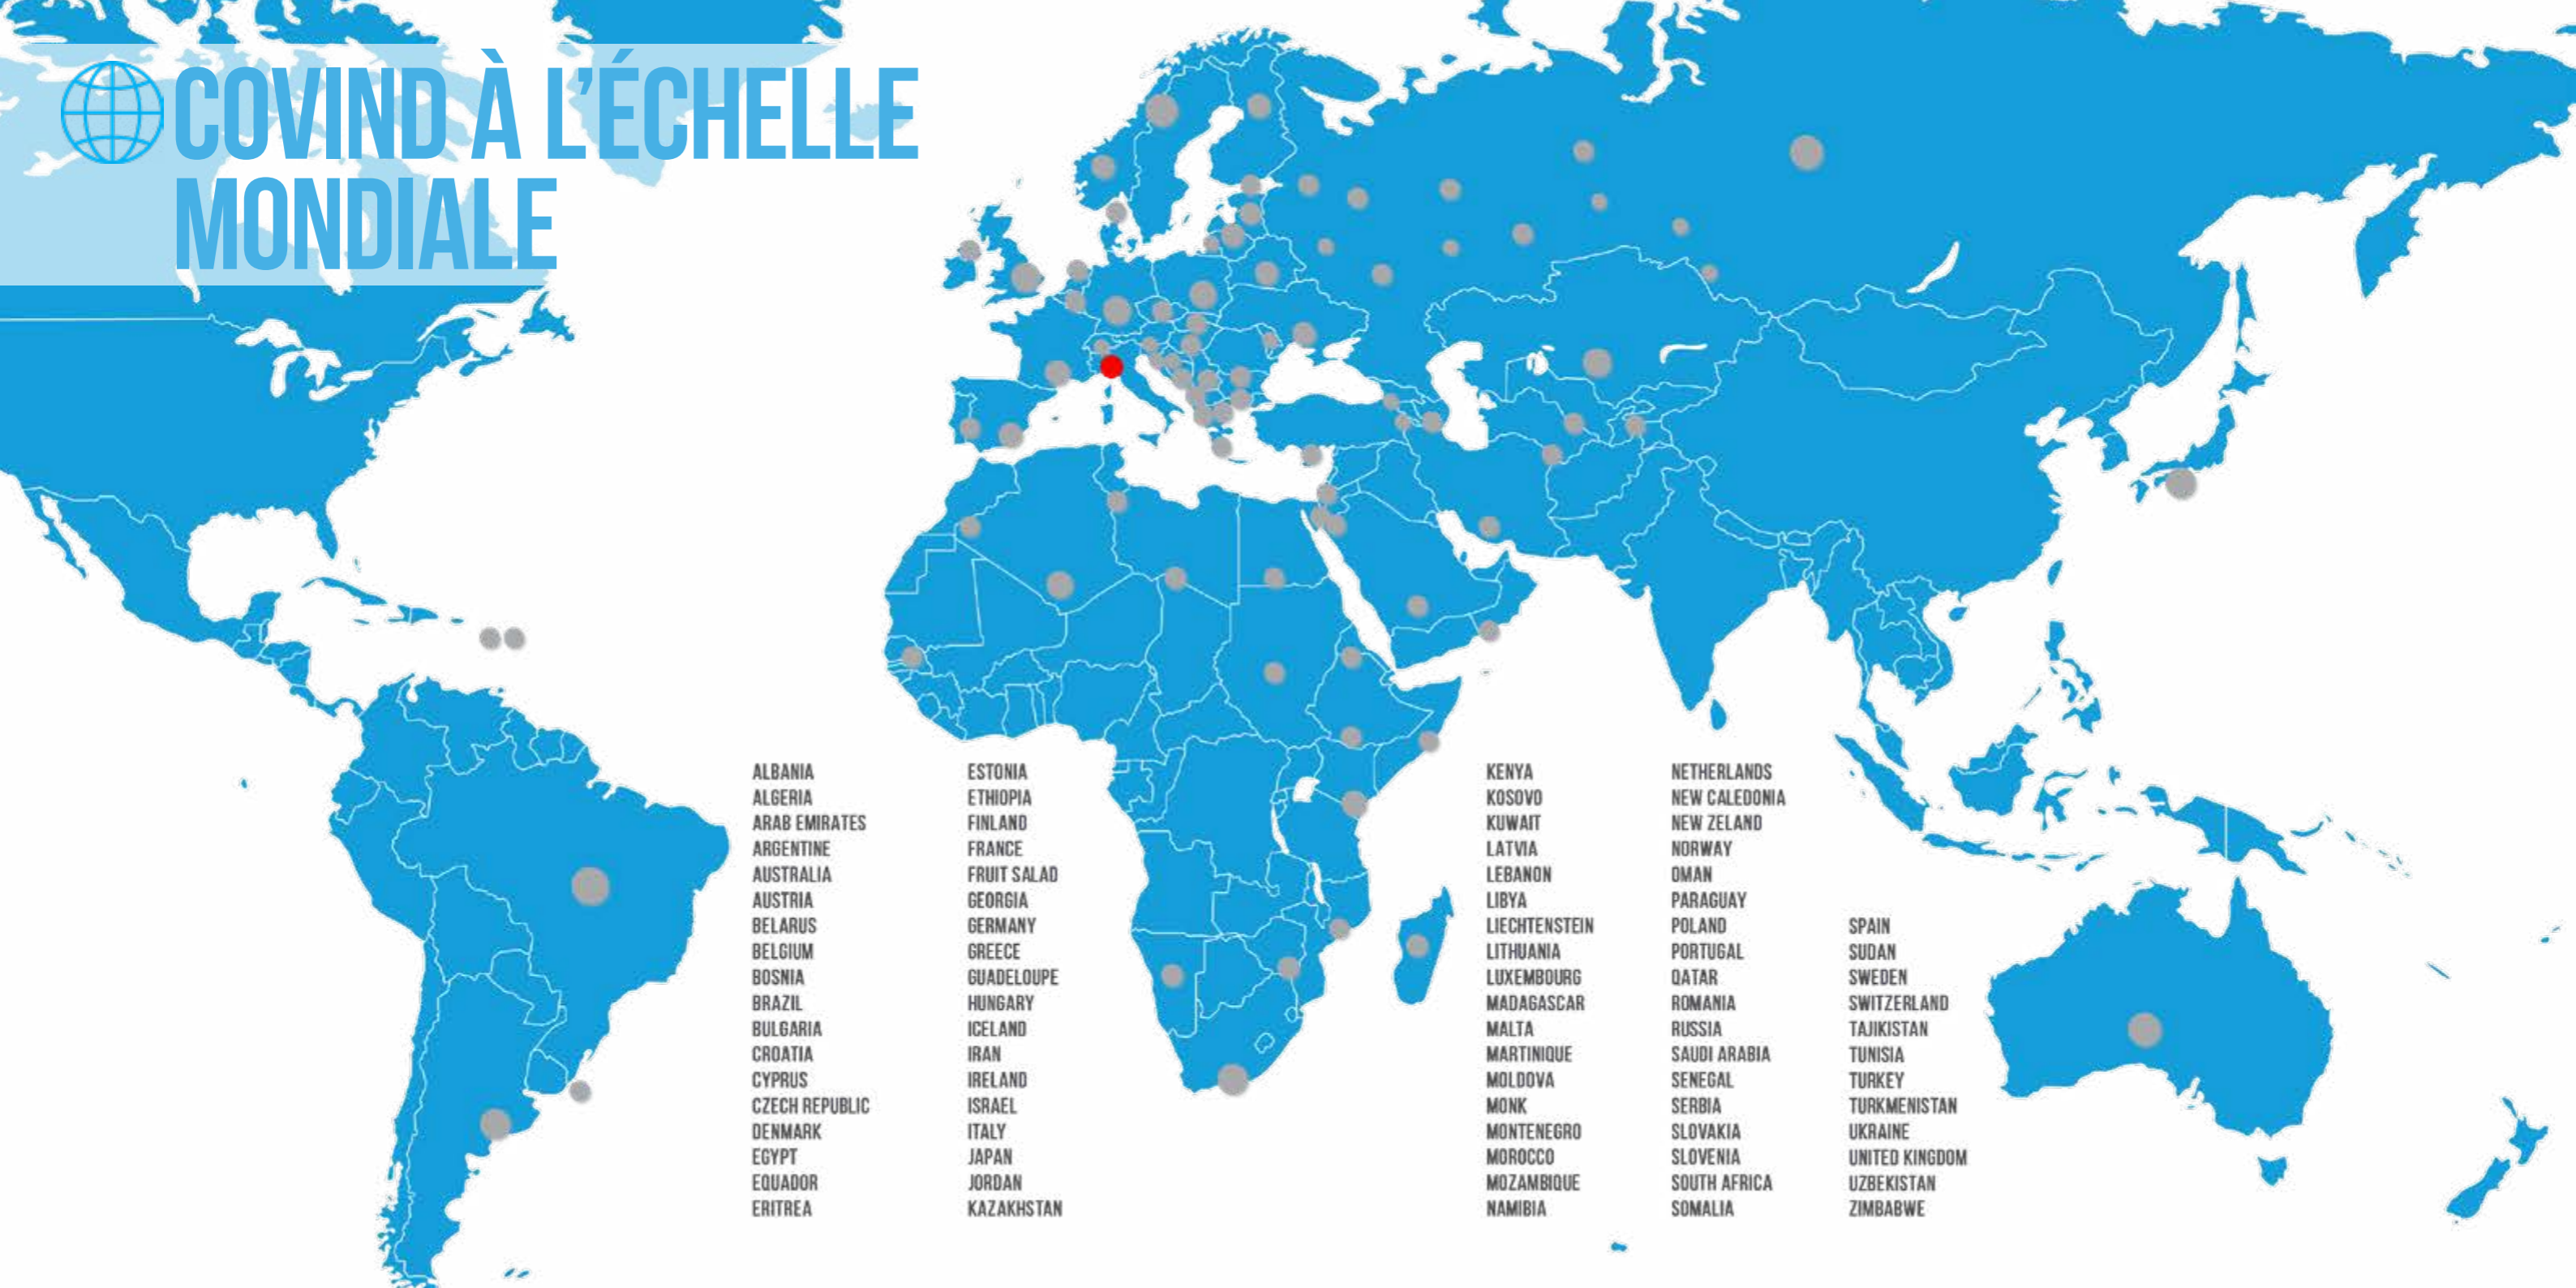 COVIND À L'ÉCHELLE
MONDIALE
ALBANIA
ALGERIA
ARAB EMIRATES
ARGENTINE
AUSTRALIA
AUSTRIA
BELARUS
BELGIUM
BOSNIA
BRAZIL
BULGARIA
CROATIA
CYPRUS
CZECH REPUBLIC
DENMARK
EGYPT
EQUADOR
ERITREA
ESTONIA
ETHIOPIA
FINLAND
FRANCE
FRUIT SALAD
GEORGIA
GERMANY
GREECE
GUADELOUPE
HUNGARY
ICELAND
IRAN
IRELAND
ISRAEL
ITALY
JAPAN
JORDAN
KAZAKHSTAN
KENYA
KOSOVO
KUWAIT
LATVIA
LEBANON
LIBYA
LIECHTENSTEIN
LITHUANIA
LUXEMBOURG
MADAGASCAR
MALTA
MARTINIQUE
MOLDOVA
MONK
MONTENEGRO
MOROCCO
MOZAMBIQUE
NAMIBIA
NETHERLANDS
NEW CALEDONIA
NEW ZELAND
NORWAY
OMAN
PARAGUAY
POLAND
PORTUGAL
QATAR
ROMANIA
RUSSIA
SAUDI ARABIA
SENEGAL
SERBIA
SLOVAKIA
SLOVENIA
SOUTH AFRICA
SOMALIA
SPAIN
SUDAN
SWEDEN
SWITZERLAND
TAJIKISTAN
TUNISIA
TURKEY
TURKMENISTAN
UKRAINE
UNITED KINGDOM
UZBEKISTAN
ZIMBABWE